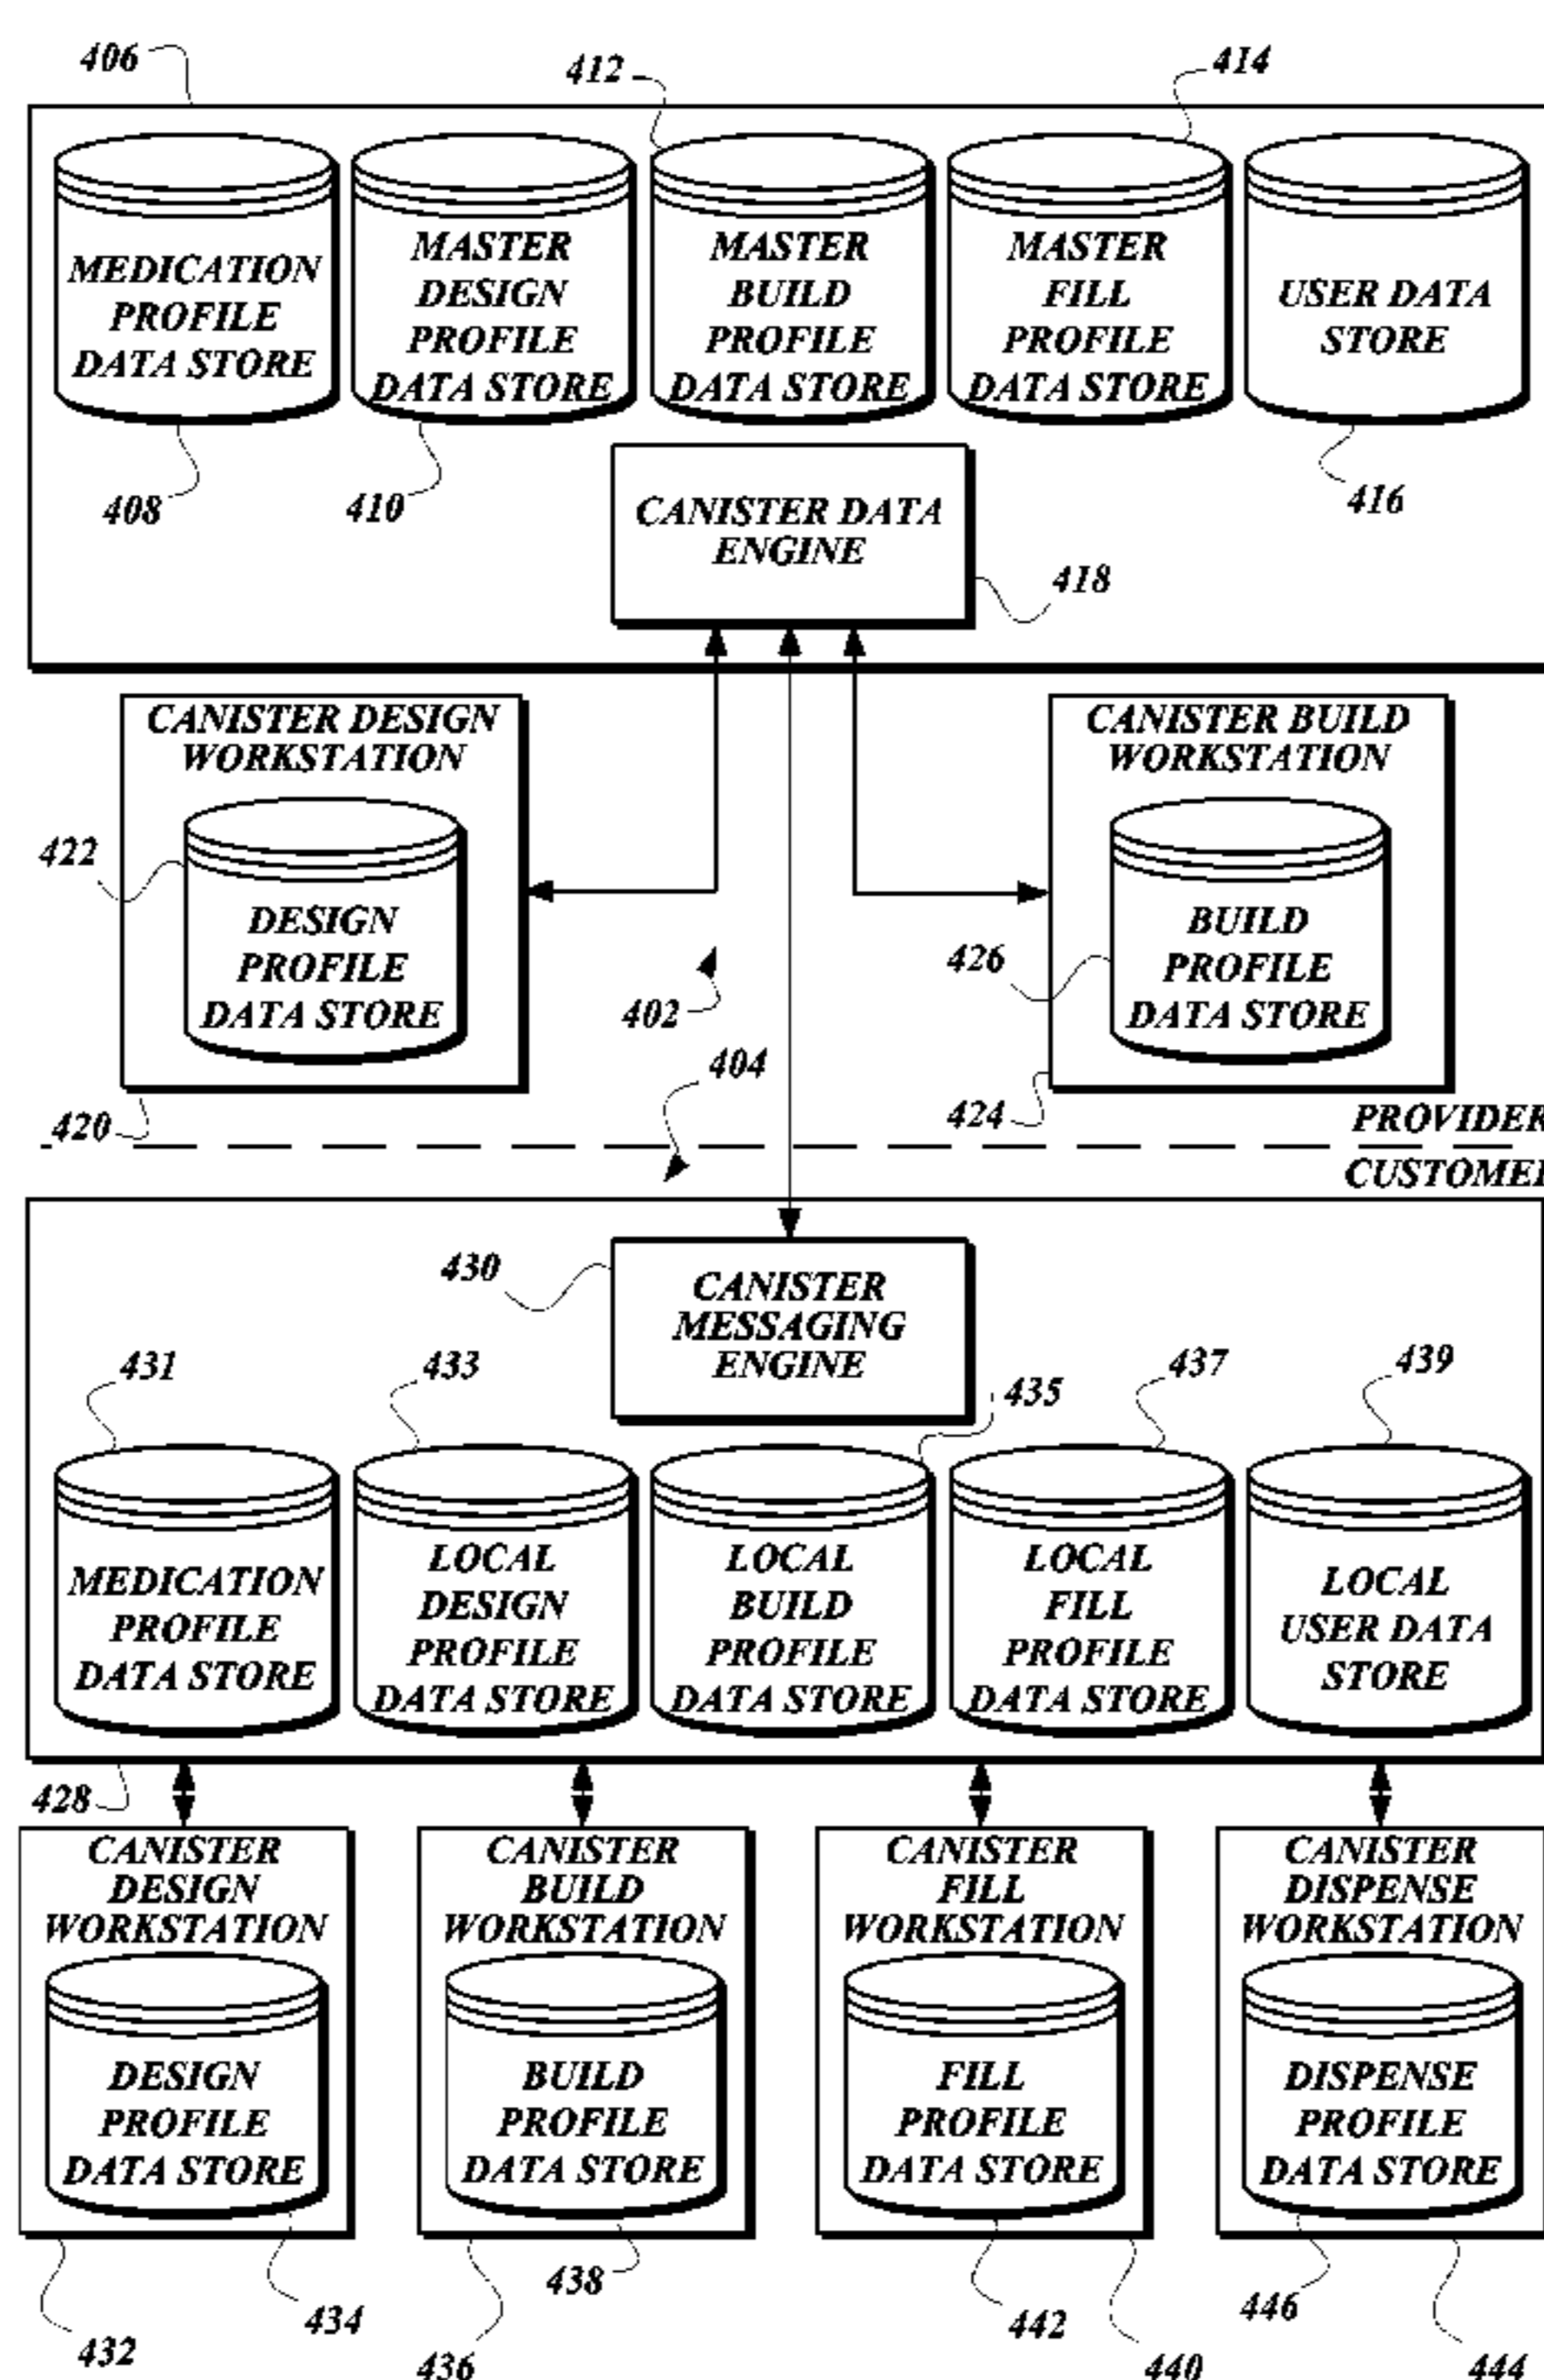 406
412
414
MEDICATION
PROFILE
DATA STORE
MASTER
DESIGN
PROFILE
DATA STORE
MASTER
BUILD
PROFILE
DATA STORE
MASTER
FILL
PROFILE
DATA STORE
USER DATA
STORE
408
410
416
CANISTER DATA
ENGINE
418
CANISTER DESIGN
WORKSTATION
422
DESIGN
PROFILE
DATA STORE
420
402
404
CANISTER BUILD
WORKSTATION
426
BUILD
PROFILE
DATA STORE
424
PROVIDER
CUSTOME
430
CANISTER
MESSAGING
ENGINE
431
433
435
437
439
MEDICATION
PROFILE
DATA STORE
LOCAL
DESIGN
PROFILE
DATA STORE
LOCAL
BUILD
PROFILE
DATA STORE
LOCAL
FILL
PROFILE
DATA STORE
LOCAL
USER DATA
STORE
428
CANISTER
DESIGN
WORKSTATION
DESIGN
PROFILE
DATA STORE
CANISTER
BUILD
WORKSTATION
BUILD
PROFILE
DATA STORE
CANISTER
FILL
WORKSTATION
FILL
PROFILE
DATA STORE
CANISTER
DISPENSE
WORKSTATION
DISPENSE
PROFILE
DATA STORE
432
434
436
438
442
440
446
444